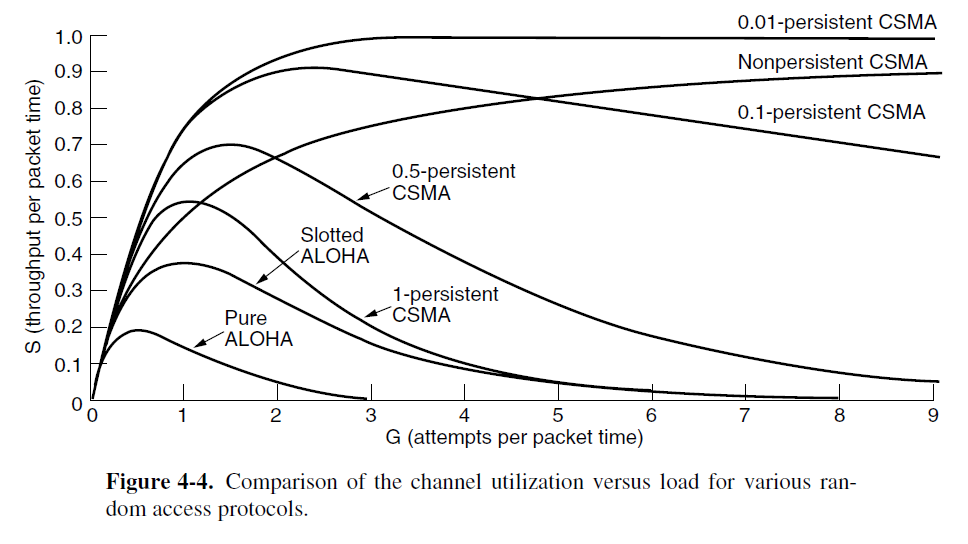 0.01-persistent CSMA
Nonpersistent CSMA
0.1-persistent CSMA
0.5-persistent
CSMA
Slotted
ALOHA
1-persistent
CSMA
Pure
ALOHA
S (throughput per packet time)
1.0
0.9
0.8
0.7
0.6
0.5
0.4
0.3
0.2
0.1
0
0 1 2 3 4 5 6 7 8 9
G (attempts per packet time)
Figure 4-4. Comparison of the channel utilization versus load for various ran-
dom access protocols.